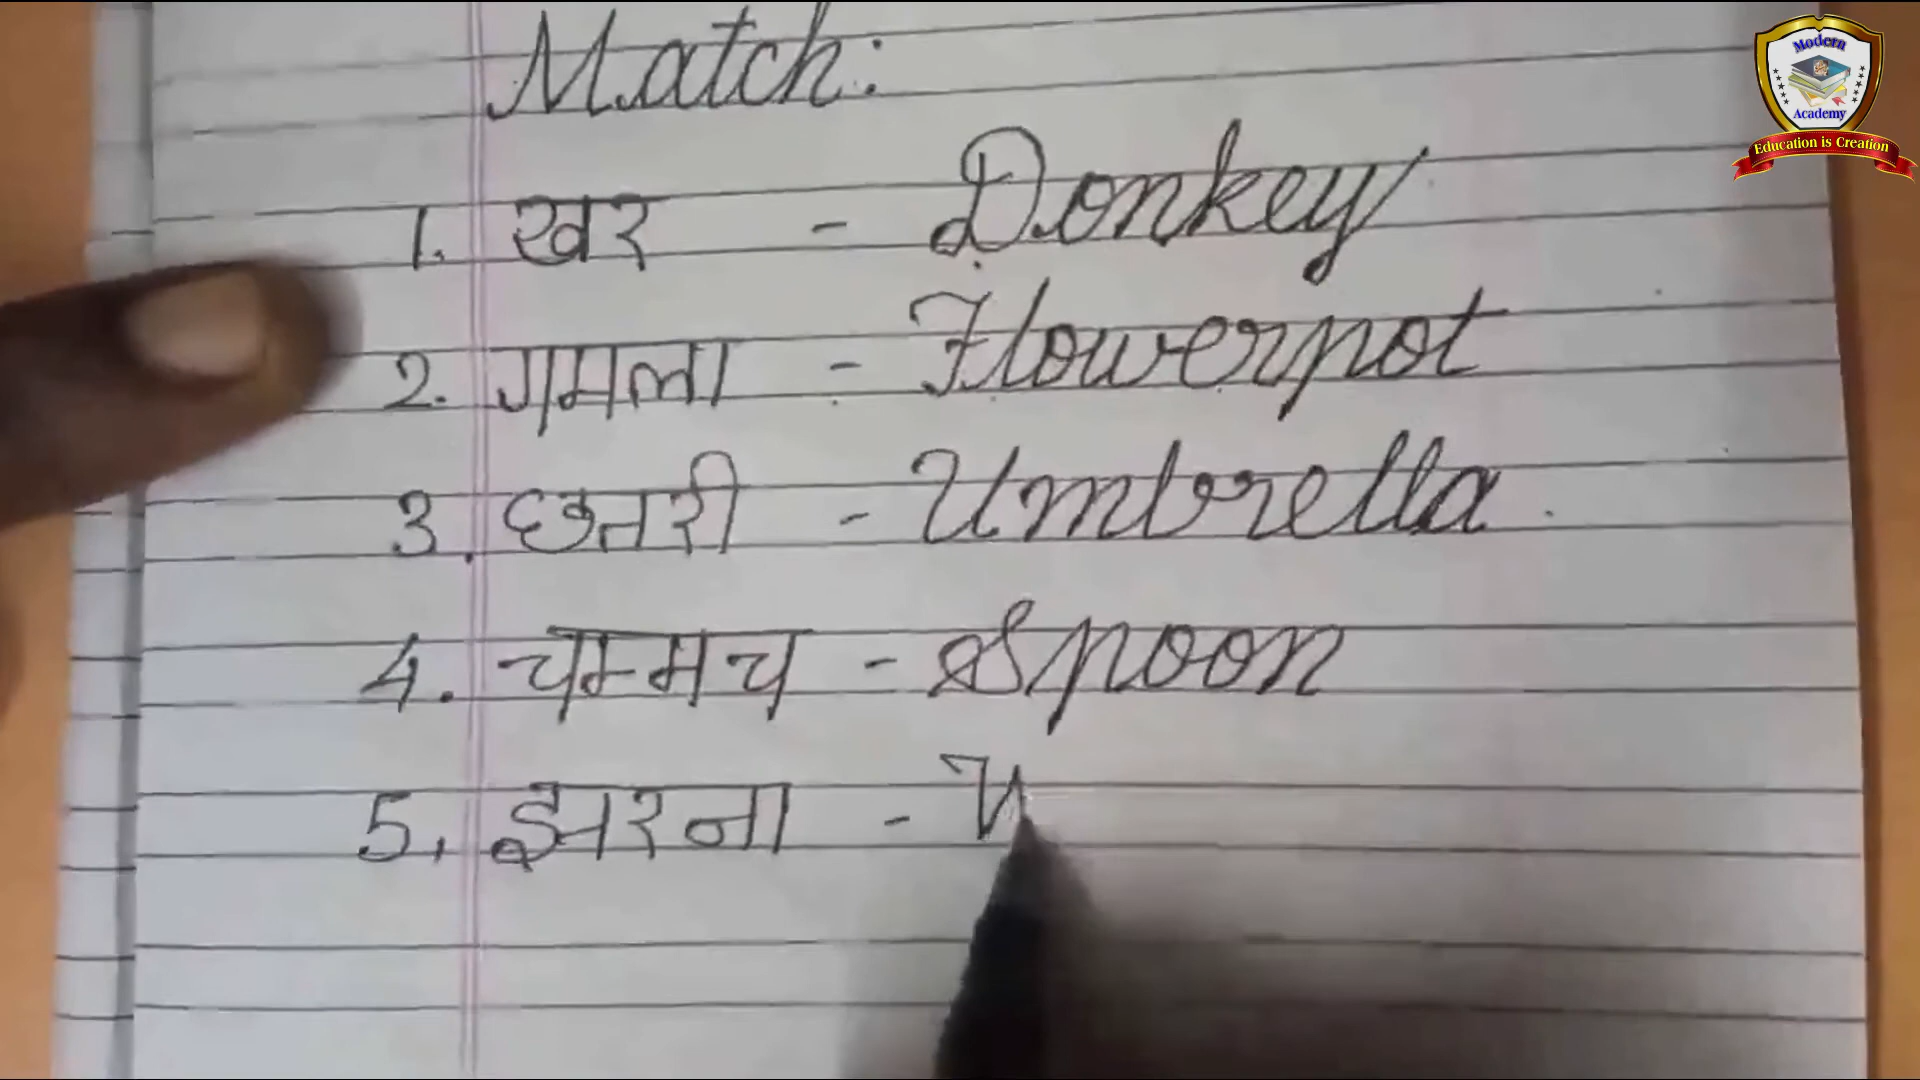 Modern
Academy
Education is Creation
Match:
1. खर - Donkey
2. गमला - Flowerpot
3. छतरी - Umbrella
4. चम्मच - Spoon
5. झरना -